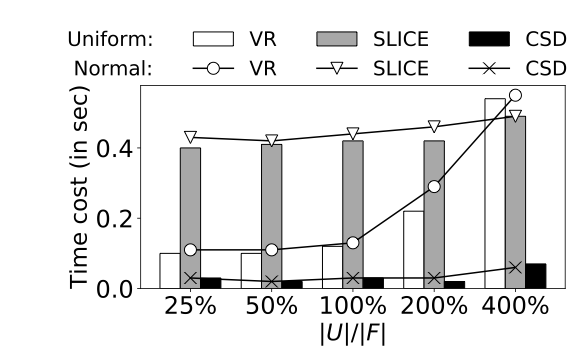 Uniform: VR SLICE CSD
Normal: VR SLICE CSD
Time cost (in sec)
0.4
0.2
0.0
25% 50% 100% 200% 400%
|U|/|F|